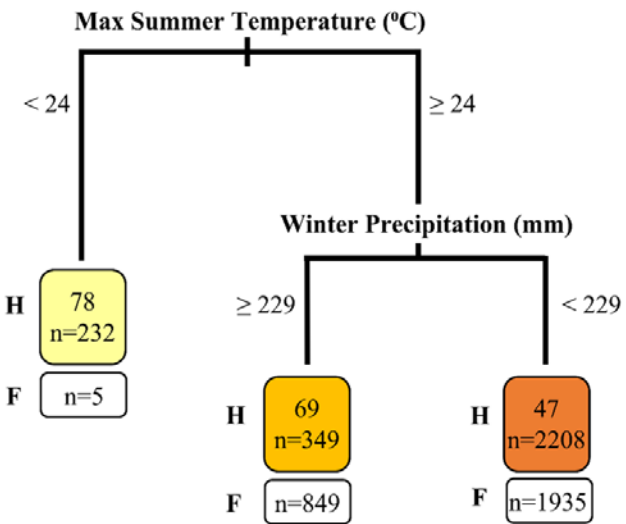 Max Summer Temperature (⁰C)
< 24
≥ 24
Winter Precipitation (mm)
≥ 229
< 229
H
78
n=232
F
n=5
H
69
n=349
F
n=849
H
47
n=2208
F
n=1935